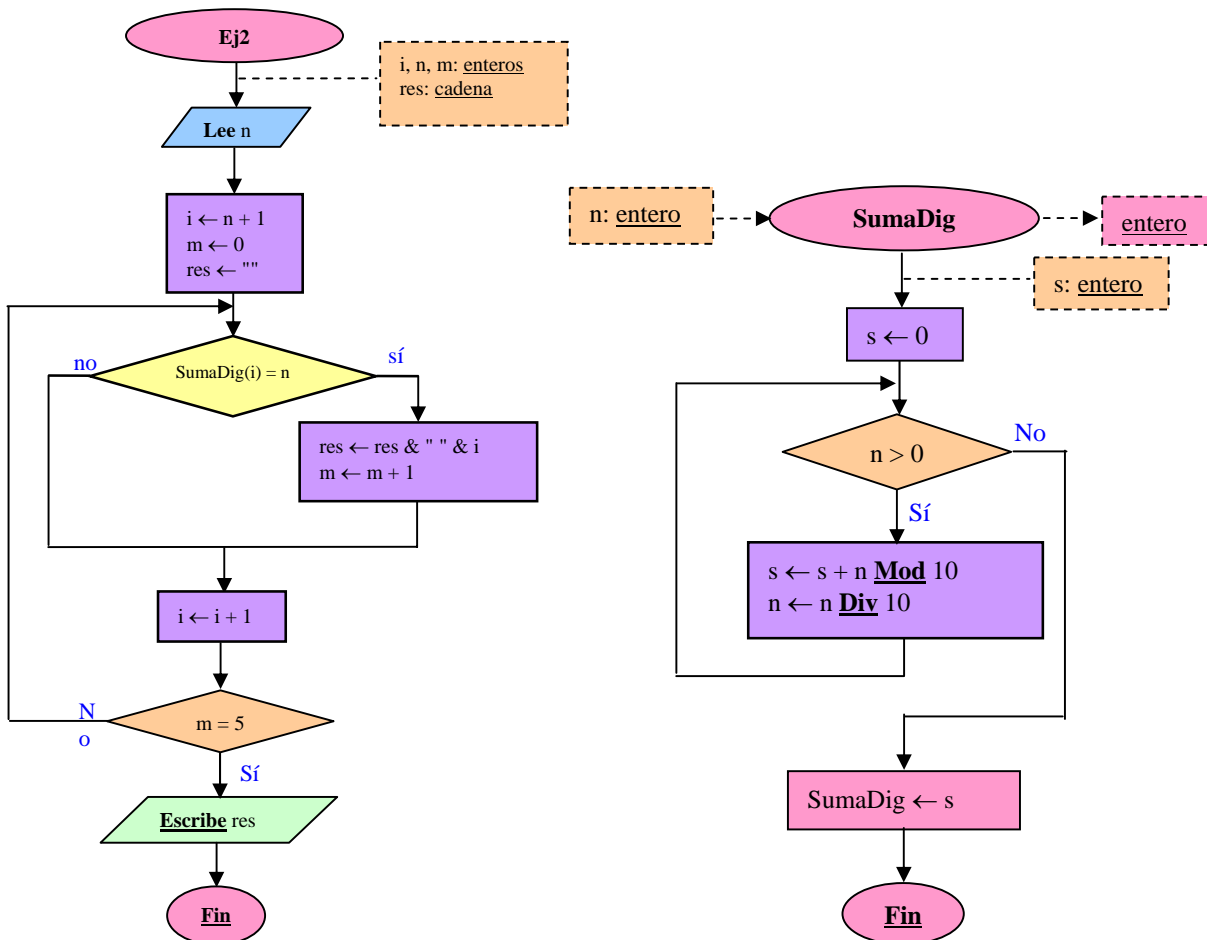 Ej2
i, n, m: enteros
res: cadena
Lee n
i ← n + 1
m ← 0
res ← ""
no
sí
SumaDig(i) = n
res ← res & " " & i
m ← m + 1
i ← i + 1
N
o
m = 5
Sí
Escribe res
Fin
n: entero
SumaDig
entero
s: entero
s ← 0
n > 0
No
Sí
s ← s + n Mod 10
n ← n Div 10
SumaDig ← s
Fin